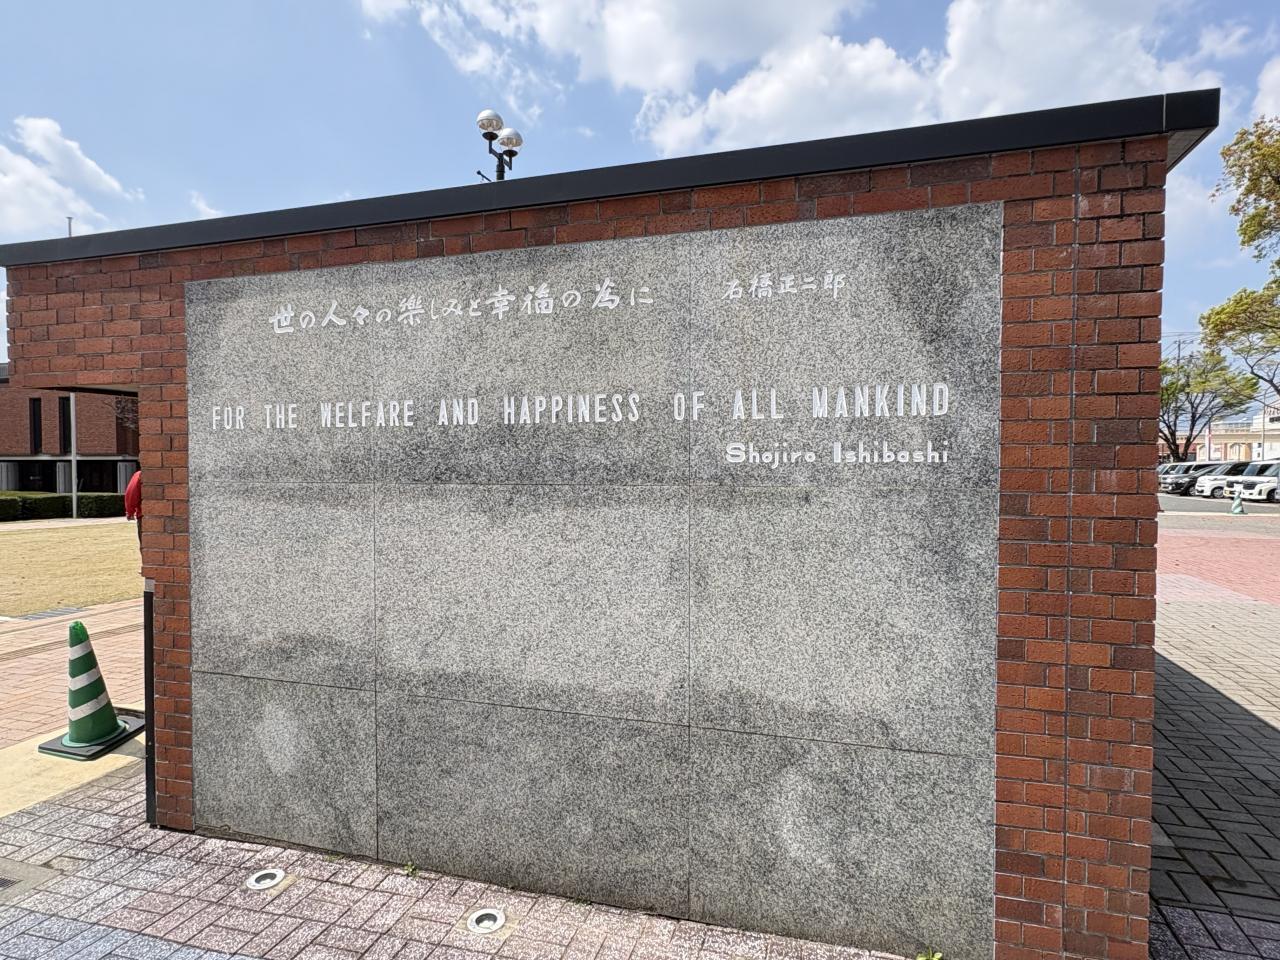 世の人々の樂しみと幸福の為に 石橋正二郎
FOR THE WELFARE AND HAPPINESS OF ALL MANKIND
Shojiro Ishibashi